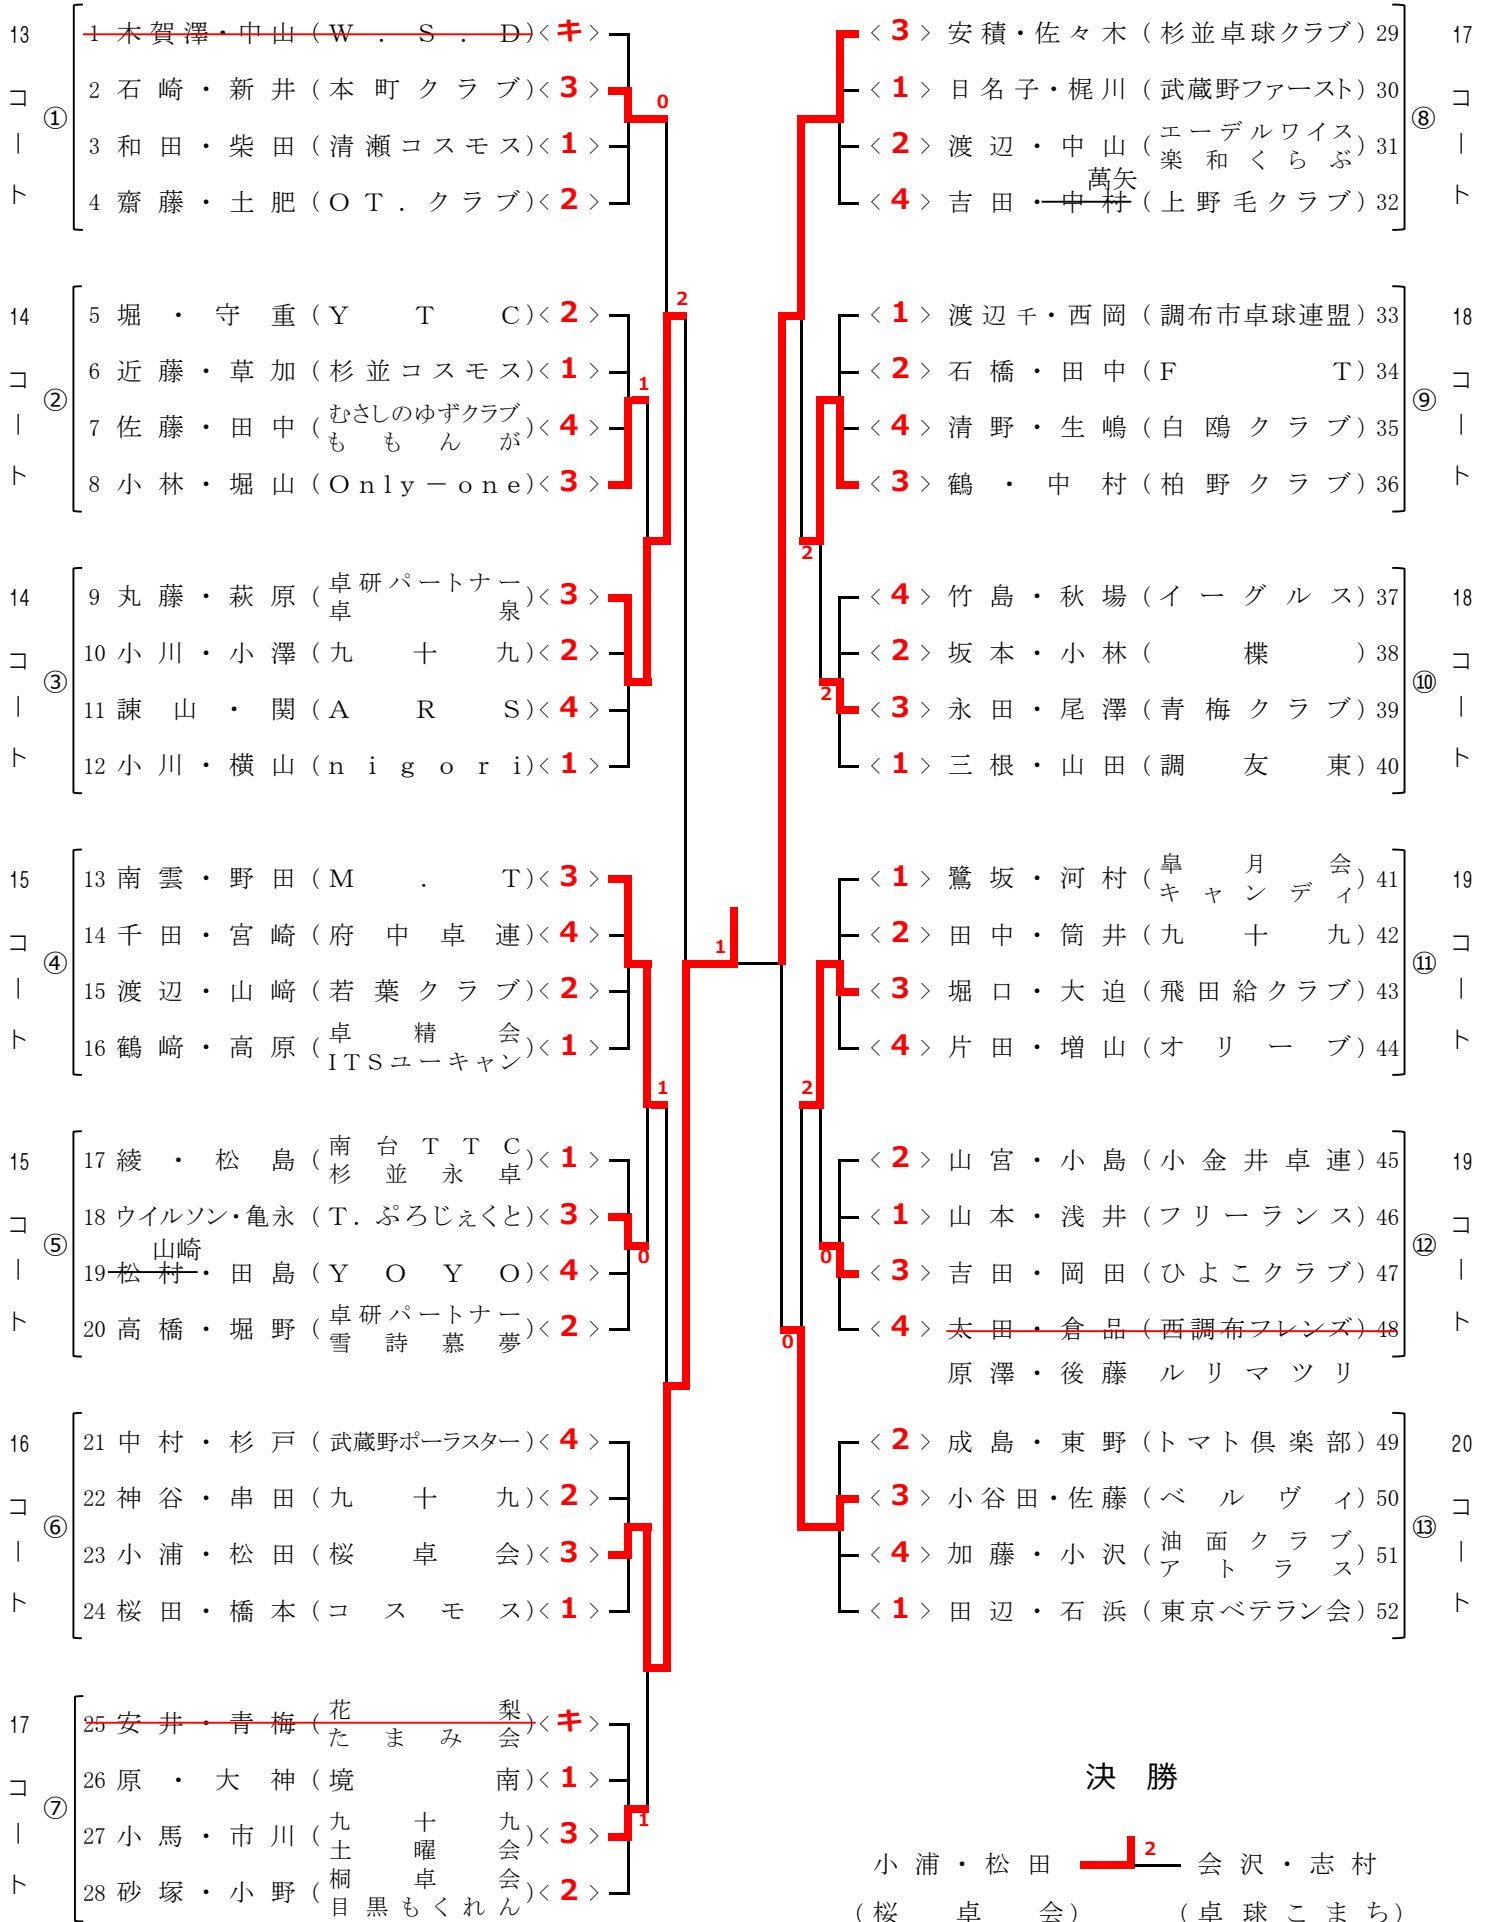 13コート
①
1 木賀澤・中山(W.S.D)<キ>
2 石崎・新井(本町クラブ)<3>
0
3 和田・柴田(清瀬コスモス)<1>
4 齋藤・土肥(OT.クラブ)<2>
14コート
②
2
5 堀・守重(YTC)<2>
6 近藤・草加(杉並コスモス)<1>
1
7 佐藤・田中(むさしのゆずクラブ
ももんが)<4>
8 小林・堀山(Only－one)<3>
14コート
③
9 丸藤・萩原(卓研パートナー
卓泉)<3>
10 小川・小澤(九十九)<2>
11 諫山・関(ARS)<4>
12 小川・横山(nigori)<1>
15コート
④
13 南雲・野田(M.T)<3>
14 千田・宮崎(府中卓連)<4>
15 渡辺・山﨑(若葉クラブ)<2>
16 鶴﨑・高原(卓精会
ITSユーキャン)<1>
1
15コート
⑤
17 綾・松島(南台TTC
杉並永卓)<1>
18 ウイルソン・亀永(T.ぷろじぇくと)<3>
0
山崎
19 松村・田島(YOYO)<4>
20 高橋・堀野(卓研パートナー
雪詩慕夢)<2>
16コート
⑥
21 中村・杉戸(武蔵野ポーラスター)<4>
22 神谷・串田(九十九)<2>
23 小浦・松田(桜卓会)<3>
24 桜田・橋本(コスモス)<1>
17コート
⑦
25 安井・青梅(花梨
たまみ会)<キ>
26 原・大神(境南)<1>
1
27 小馬・市川(九十九
土曜会)<3>
28 砂塚・小野(桐卓会
目黒もくれん)<2>
1
17コート
⑧
<3> 安積・佐々木(杉並卓球クラブ)29
<1> 日名子・梶川(武蔵野ファースト)30
<2> 渡辺・中山(エーデルワイス
楽和くらぶ)31
萬矢
<4> 吉田・中村(上野毛クラブ)32
18コート
⑨
<1> 渡辺千・西岡(調布市卓球連盟)33
<2> 石橋・田中(FT)34
<4> 清野・生嶋(白鴎クラブ)35
<3> 鶴・中村(柏野クラブ)36
2
18コート
⑩
<4> 竹島・秋場(イーグルス)37
<2> 坂本・小林(楪)38
2
<3> 永田・尾澤(青梅クラブ)39
<1> 三根・山田(調友東)40
19コート
⑪
<1> 鷺坂・河村(皐月会
キャンディ)41
<2> 田中・筒井(九十九)42
<3> 堀口・大迫(飛田給クラブ)43
<4> 片田・増山(オリーブ)44
2
19コート
⑫
<2> 山宮・小島(小金井卓連)45
<1> 山本・浅井(フリーランス)46
0
<3> 吉田・岡田(ひよこクラブ)47
<4> 太田・倉品(西調布フレンズ)48
0
原澤・後藤 ルリマツリ
20コート
⑬
<2> 成島・東野(トマト倶楽部)49
<3> 小谷田・佐藤(ベルヴィ)50
<4> 加藤・小沢(油面クラブ
アトラス)51
<1> 田辺・石浜(東京ベテラン会)52
決勝
小浦・松田 2 会沢・志村
(桜卓会) (卓球こまち)